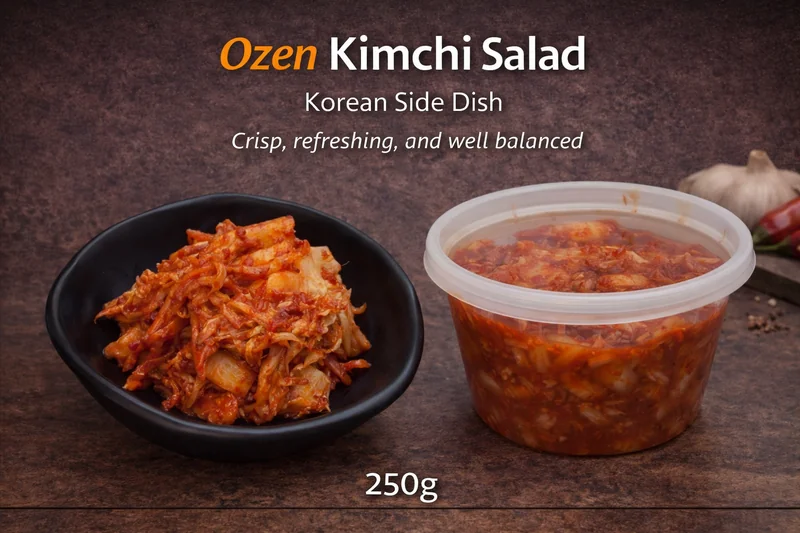 Ozen Kimchi Salad
Korean Side Dish
Crisp, refreshing, and well balanced
250g